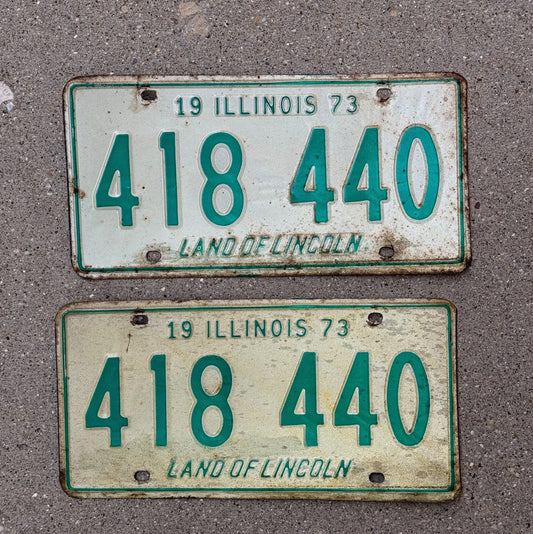 19 ILLINOIS 73
418 440
LAND OF LINCOLN
19 ILLINOIS 73
418 440
LAND OF LINCOLN